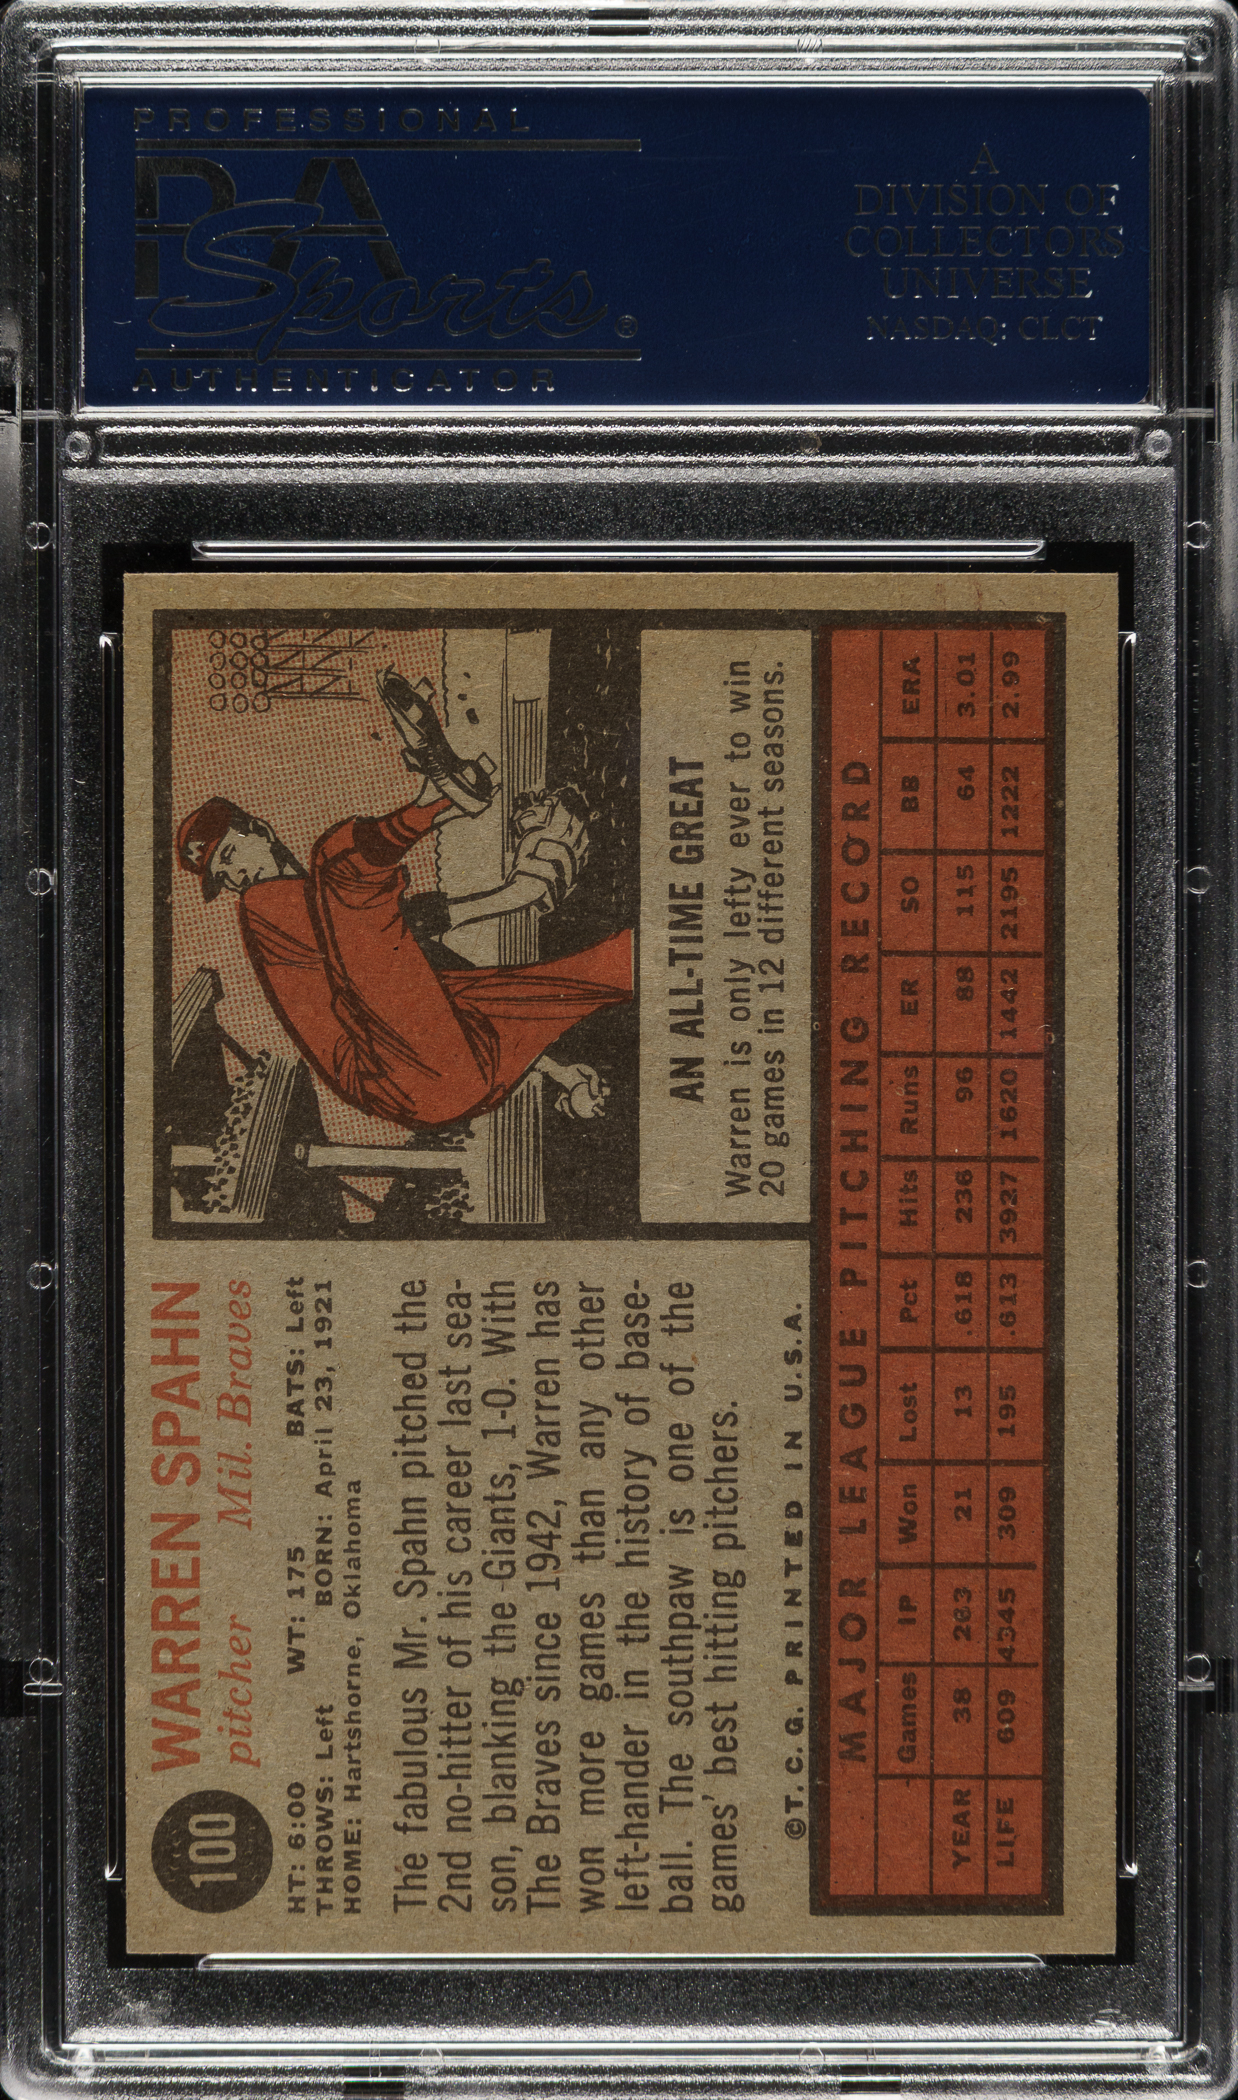 PROFESSIONAL
PSA
Sports®
AUTHENTICATOR
A
DIVISION OF
COLLECTORS
UNIVERSE
NASDAQ: CLCT
100
WARREN SPAHN
pitcher Mil. Braves
HT: 6:00 WT: 175 BATS: Left
THROWS: Left BORN: April 23, 1921
HOME: Hartshorne, Oklahoma
The fabulous Mr. Spahn pitched the
2nd no-hitter of his career last sea-
son, blanking the Giants, 1-0. With
The Braves since 1942, Warren has
won more games than any other
left-hander in the history of base-
ball. The southpaw is one of the
games' best hitting pitchers.
©T.C.G. PRINTED IN U.S.A.
M
AN ALL-TIME GREAT
Warren is only lefty ever to win
20 games in 12 different seasons.
MAJOR LEAGUE PITCHING RECORD
Games IP Won Lost Pct Hits Runs ER SO BB ERA
YEAR 38 263 21 13 .618 236 96 88 115 64 3.01
LIFE 609 4345 309 195 .613 3927 1620 1442 2195 1222 2.99